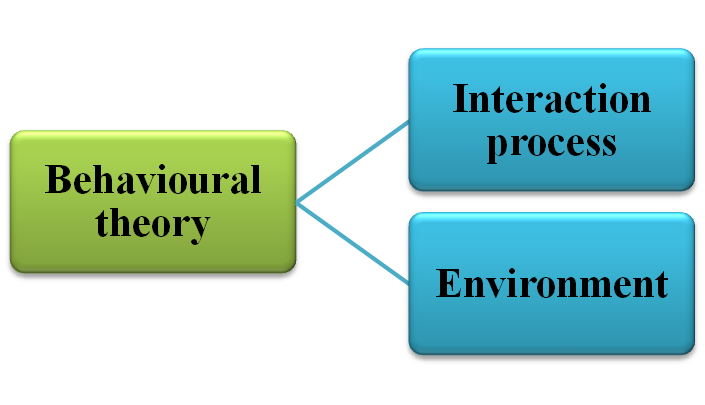 Behavioural
theory
Interaction
process
Environment